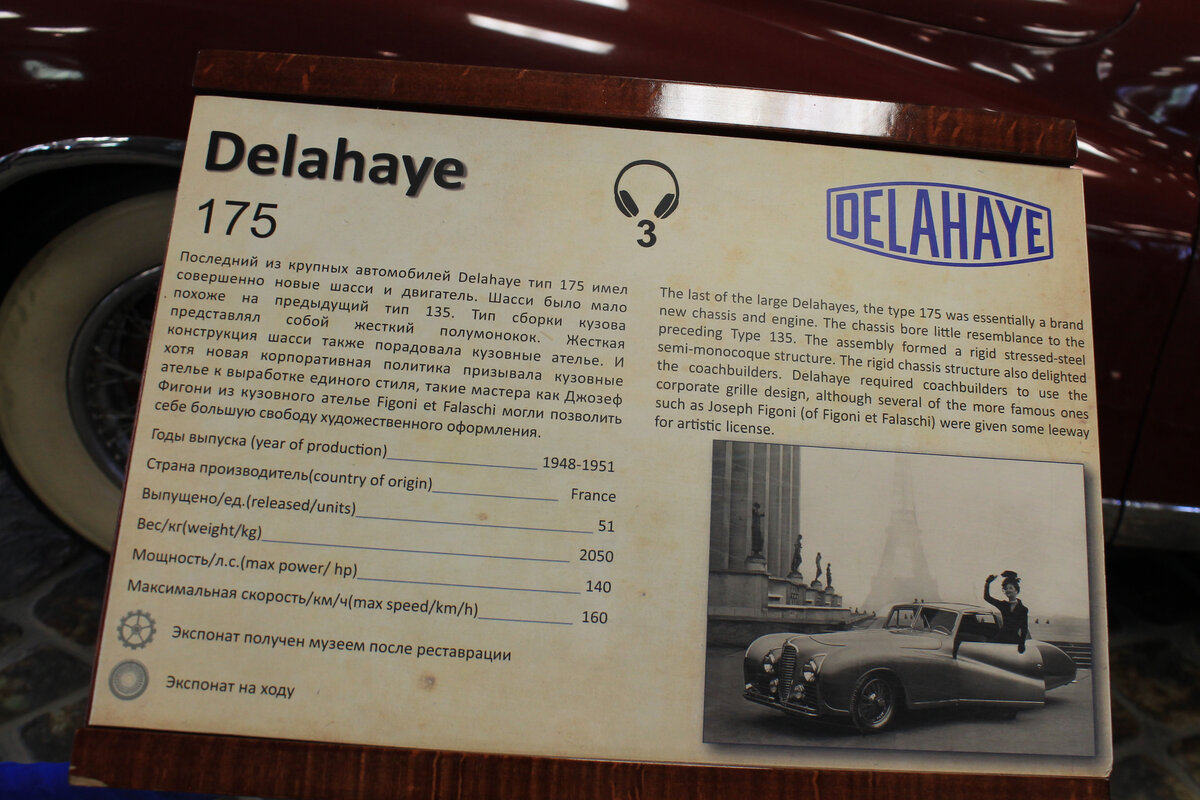 Delahaye
175
3
DELAHAYE
Последний из крупных автомобилей Delahaye тип 175 имел
совершенно новые шасси и двигатель. Шасси было мало
похоже на предыдущий тип 135. Тип сборки кузова
представлял собой жесткий полумонокок. Жесткая
конструкция шасси также порадовала кузовные ателье. И
хотя новая корпоративная политика призывала кузовные
ателье к выработке единого стиля, такие мастера как Джозеф
Фигони из кузовного ателье Figoni et Falaschi могли позволить
себе большую свободу художественного оформления.
The last of the large Delahayes, the type 175 was essentially a brand
new chassis and engine. The chassis bore little resemblance to the
preceding Type 135. The assembly formed a rigid stressed-steel
semi-monocoque structure. The rigid chassis structure also delighted
the coachbuilders. Delahaye required coachbuilders to use the
corporate grille design, although several of the more famous ones
such as Joseph Figoni (of Figoni et Falaschi) were given some leeway
for artistic license.
Годы выпуска (year of production) 1948-1951
Страна производитель(country of origin) France
Выпущено/ед.(released/units) 51
Вес/кг(weight/kg) 2050
Мощность/л.с.(max power/ hp) 140
Максимальная скорость/км/ч(max speed/km/h) 160
Экспонат получен музеем после реставрации
Экспонат на ходу